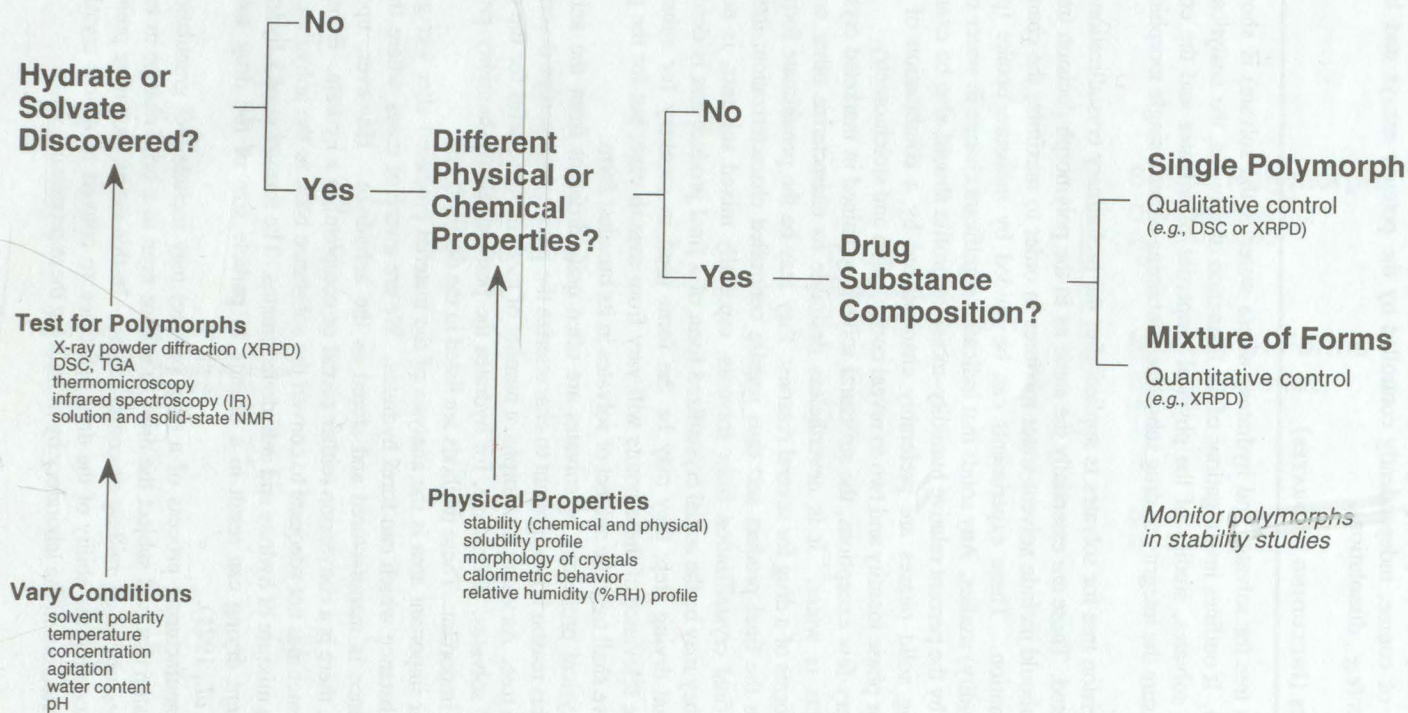 No
Hydrate or
Solvate
Discovered?
Yes
Different
Physical or
Chemical
Properties?
No
Yes
Drug
Substance
Composition?
Single Polymorph
Qualitative control
(e.g., DSC or XRPD)
Mixture of Forms
Quantitative control
(e.g., XRPD)
Monitor polymorphs
in stability studies
Test for Polymorphs
X-ray powder diffraction (XRPD)
DSC, TGA
thermomicroscopy
infrared spectroscopy (IR)
solution and solid-state NMR
Physical Properties
stability (chemical and physical)
solubility profile
morphology of crystals
calorimetric behavior
relative humidity (%RH) profile
Vary Conditions
solvent polarity
temperature
concentration
agitation
water content
pH